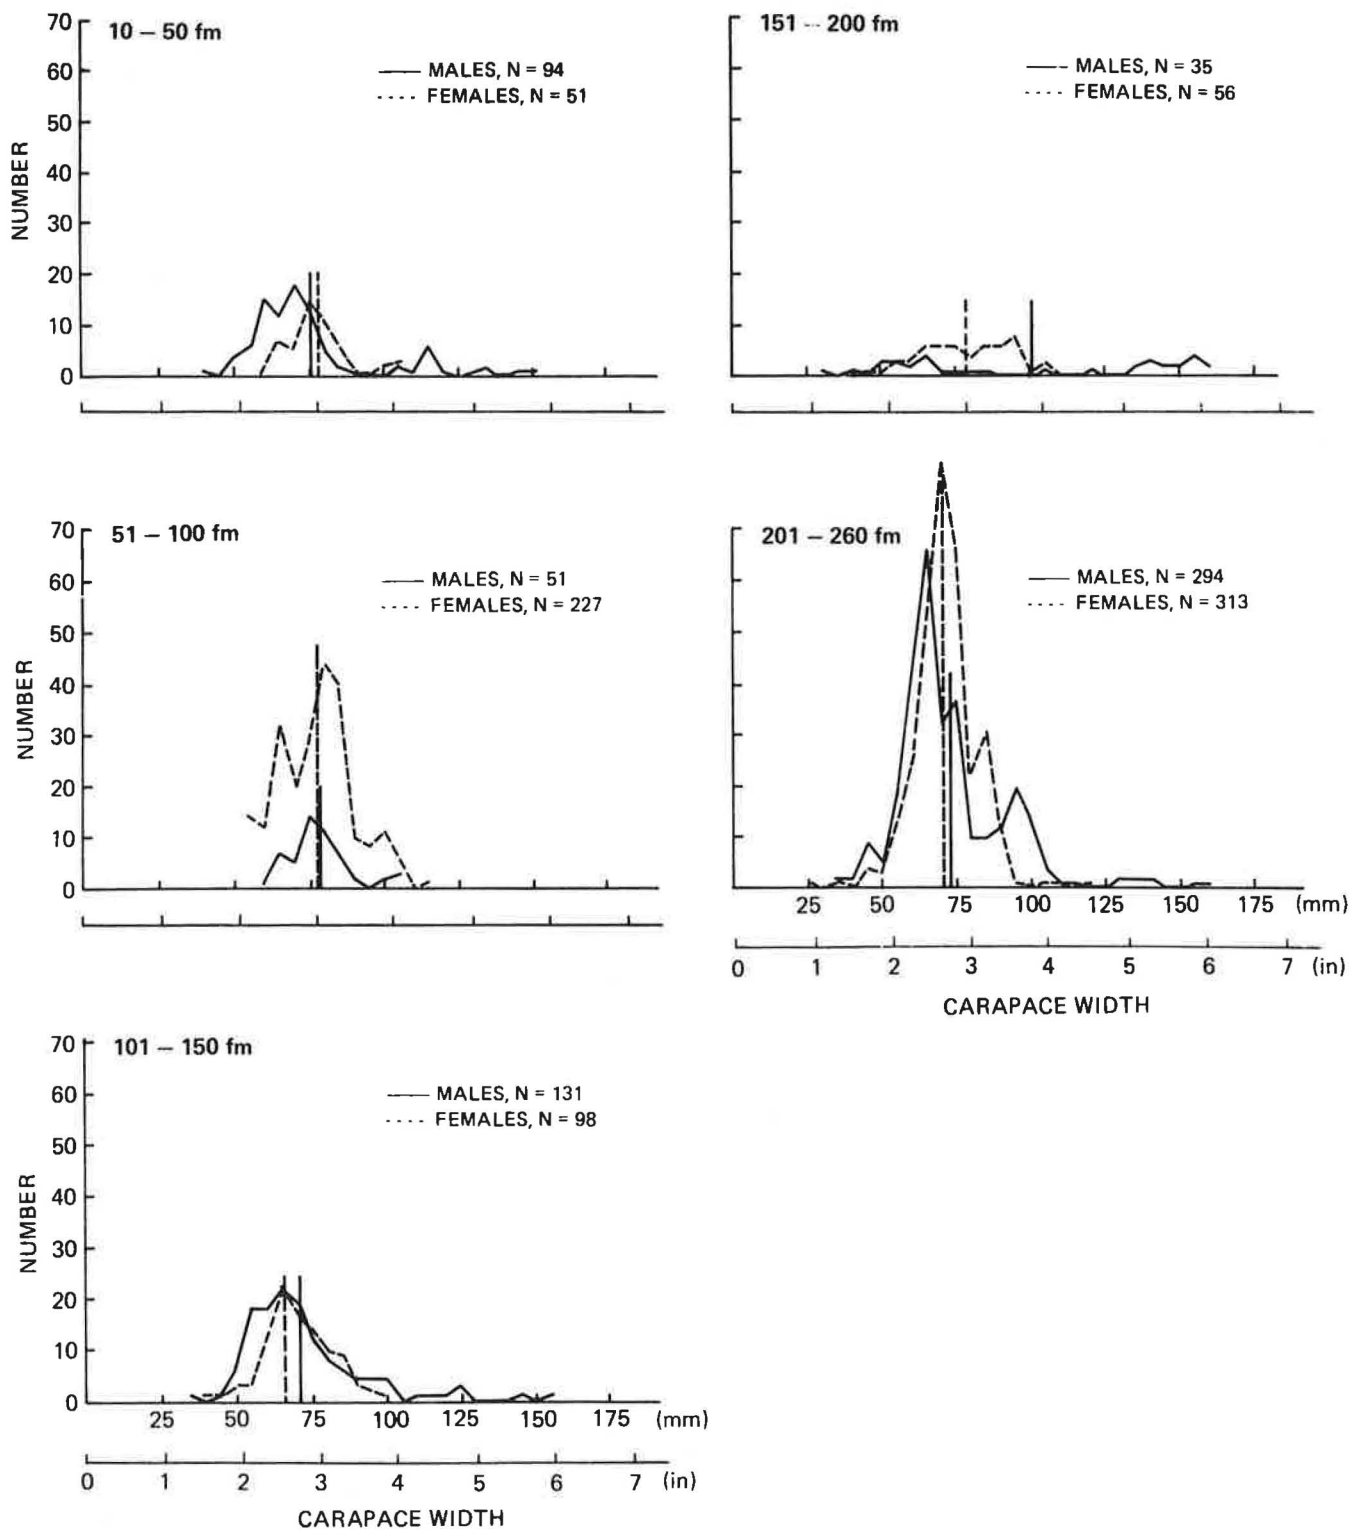 10 – 50 fm
MALES, N = 94
FEMALES, N = 51
70
60
50
40
30
20
10
0
NUMBER
151 – 200 fm
MALES, N = 35
FEMALES, N = 56
51 – 100 fm
MALES, N = 51
FEMALES, N = 227
70
60
50
40
30
20
10
0
NUMBER
201 – 260 fm
MALES, N = 294
FEMALES, N = 313
25 50 75 100 125 150 175 (mm)
0 1 2 3 4 5 6 7 (in)
CARAPACE WIDTH
101 – 150 fm
MALES, N = 131
FEMALES, N = 98
70
60
50
40
30
20
10
0
NUMBER
25 50 75 100 125 150 175 (mm)
0 1 2 3 4 5 6 7 (in)
CARAPACE WIDTH